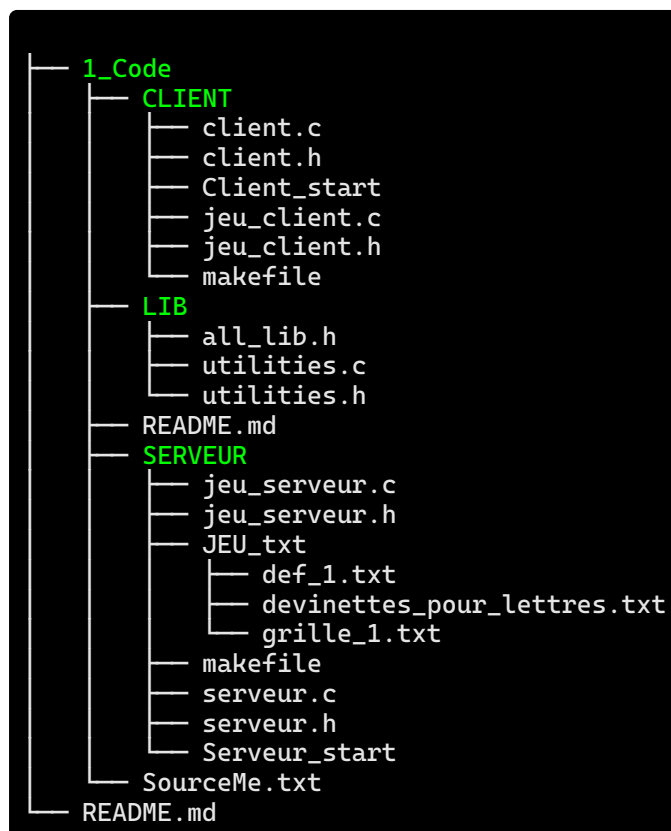 ├── 1_Code
│   ├── CLIENT
│   │   ├── client.c
│   │   ├── client.h
│   │   ├── Client_start
│   │   ├── jeu_client.c
│   │   ├── jeu_client.h
│   │   └── makefile
│   ├── LIB
│   │   ├── all_lib.h
│   │   ├── utilities.c
│   │   └── utilities.h
│   ├── README.md
│   ├── SERVEUR
│   │   ├── jeu_serveur.c
│   │   ├── jeu_serveur.h
│   │   ├── JEU_txt
│   │   │   ├── def_1.txt
│   │   │   ├── devinettes_pour_lettres.txt
│   │   │   └── grille_1.txt
│   │   ├── makefile
│   │   ├── serveur.c
│   │   ├── serveur.h
│   │   └── Serveur_start
│   └── SourceMe.txt
└── README.md